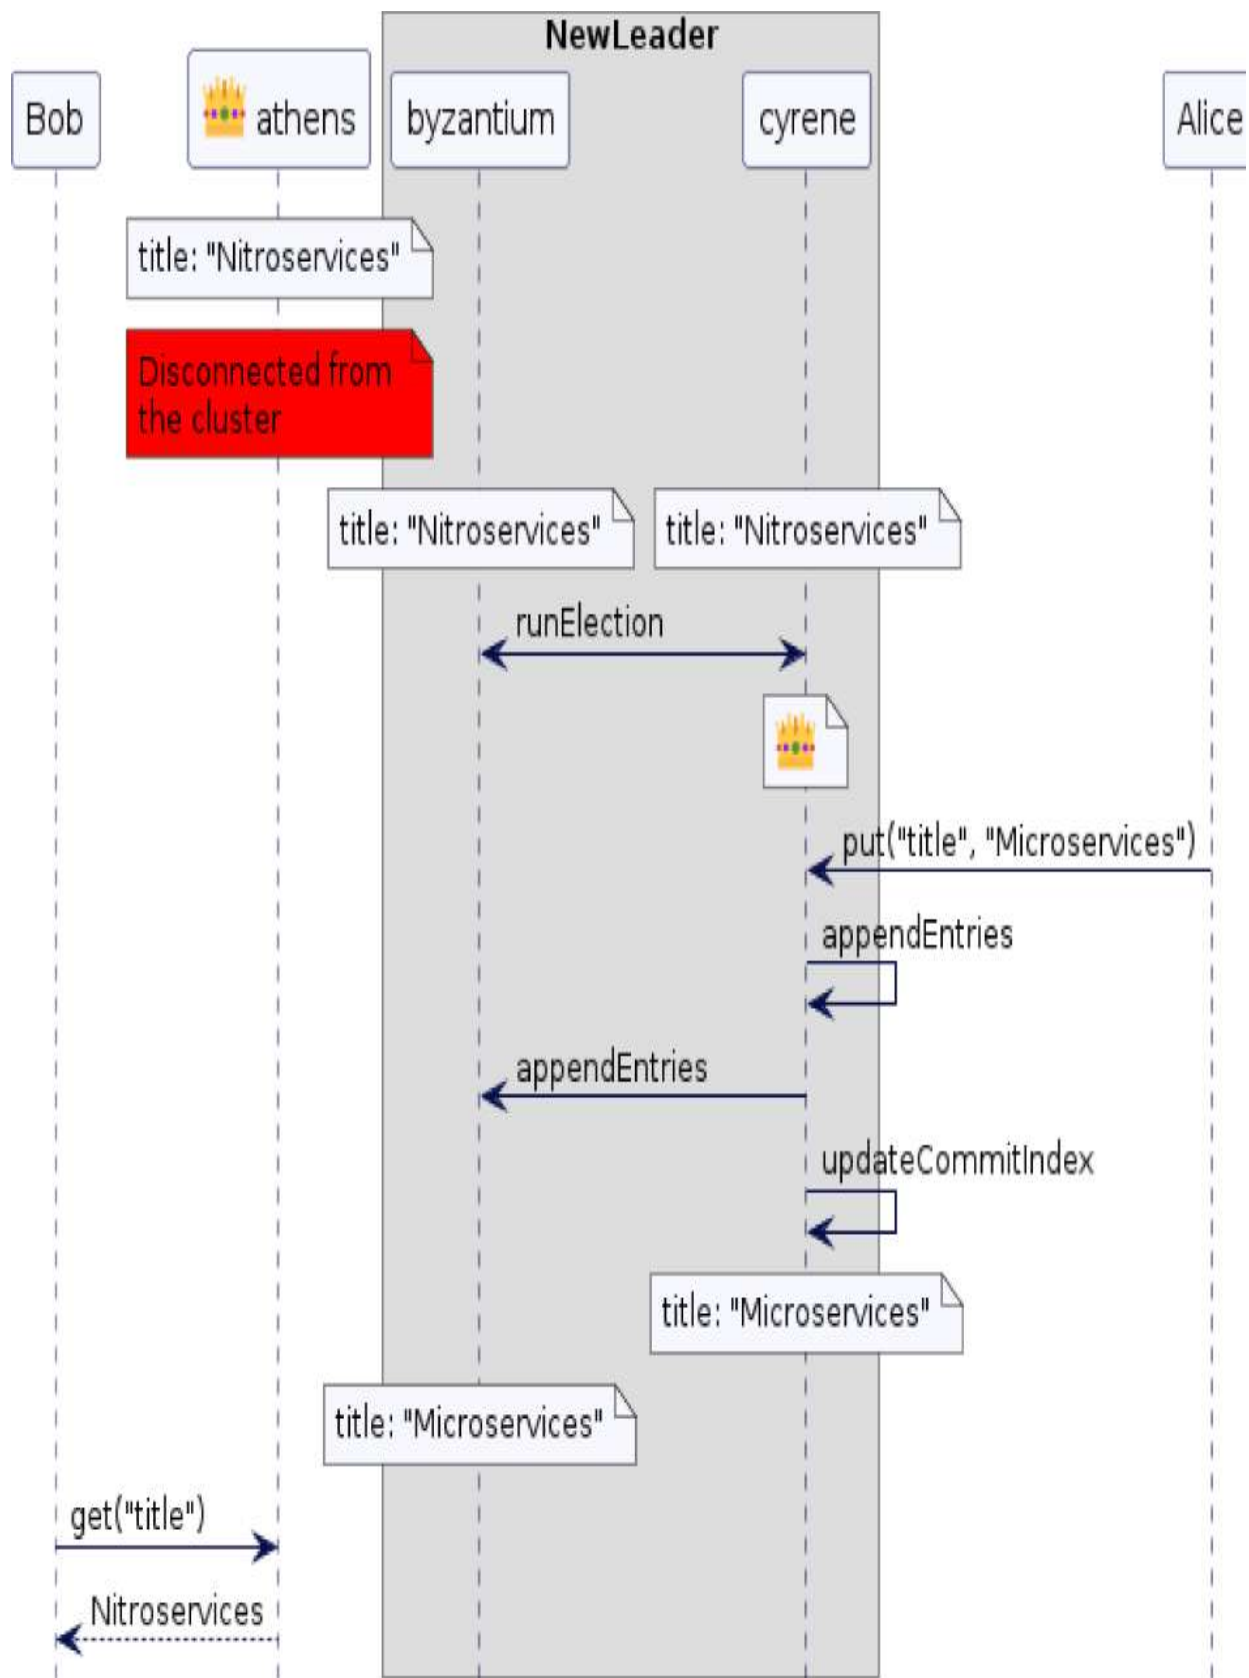 NewLeader
Bob
athens
byzantium
cyrene
Alice
title: "Nitroservices"
Disconnected from
the cluster
title: "Nitroservices"
title: "Nitroservices"
runElection
put("title", "Microservices")
appendEntries
appendEntries
updateCommitIndex
title: "Microservices"
title: "Microservices"
get("title")
Nitroservices